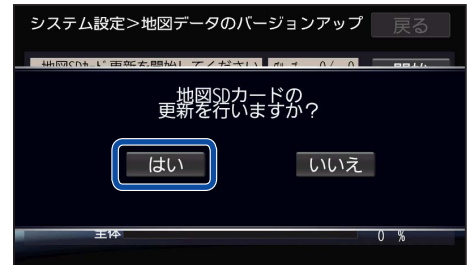 システム設定>地図データのバージョンアップ
戻る
地図SDカードの
更新を行いますか？
はい
いいえ
全体
0 %